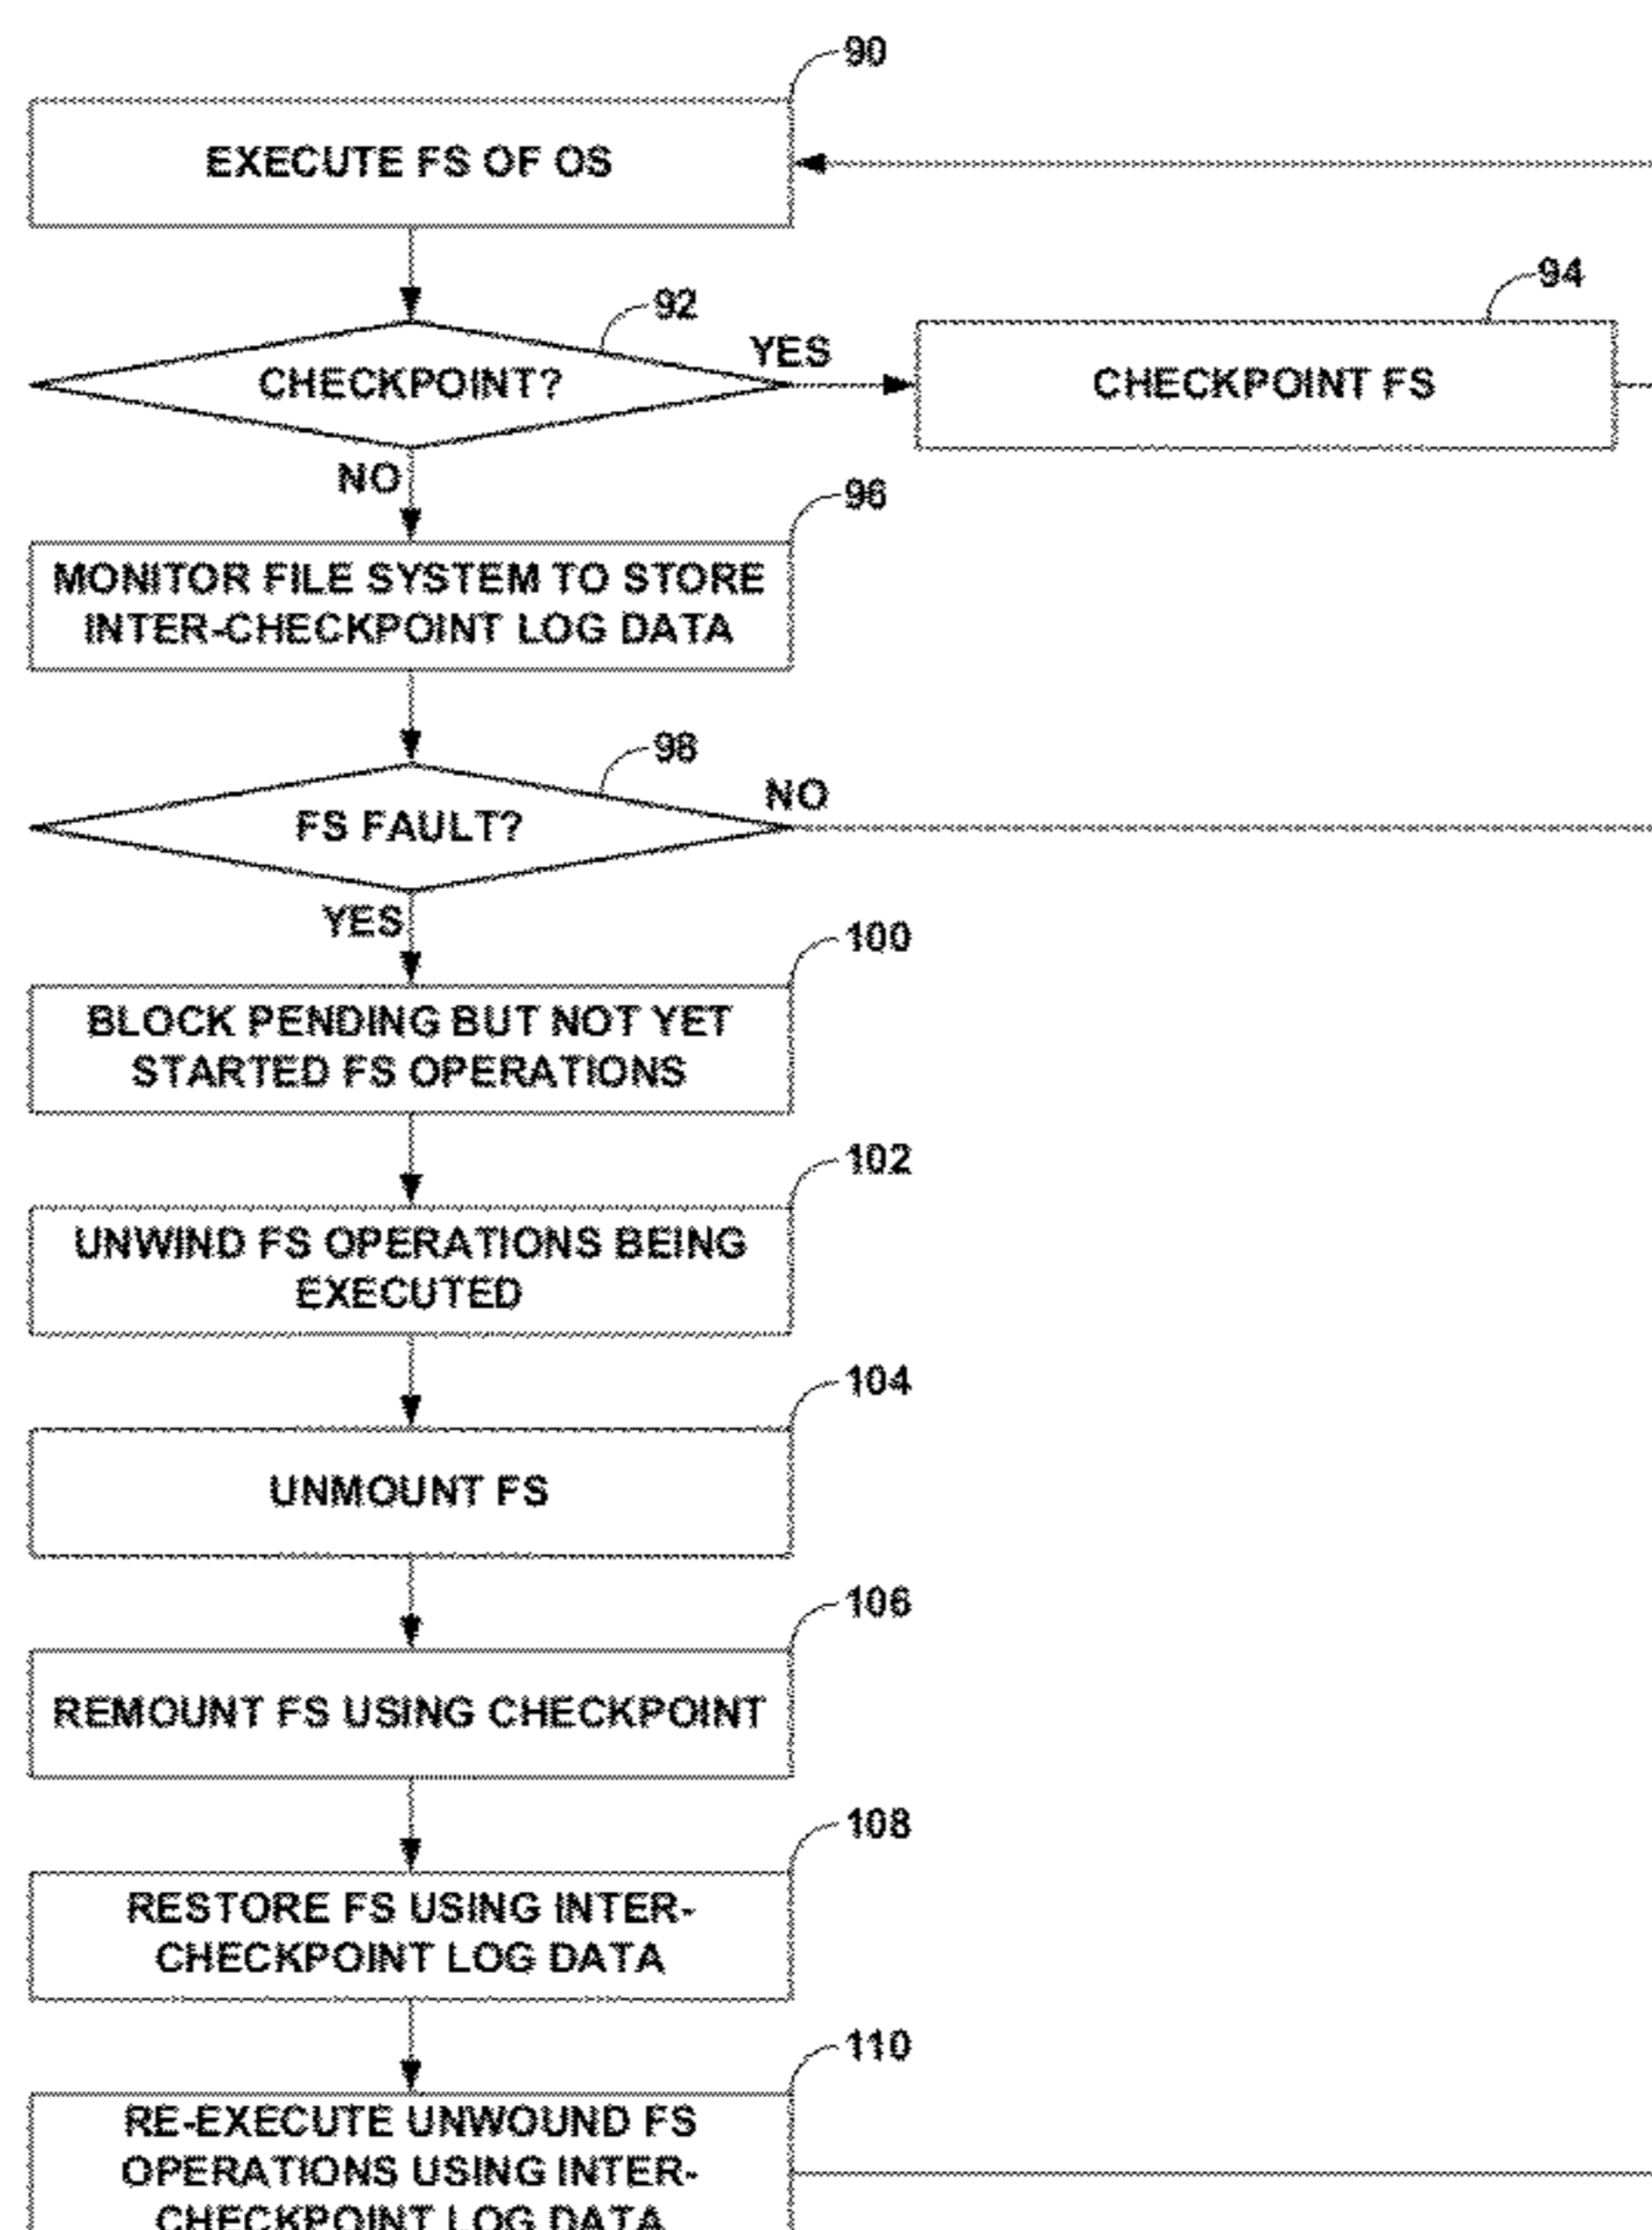 90
EXECUTE FS OF OS
92
94
CHECKPOINT?
YES
CHECKPOINT FS
NO
96
MONITOR FILE SYSTEM TO STORE
INTER-CHECKPOINT LOG DATA
98
FS FAULT?
NO
YES
100
BLOCK PENDING BUT NOT YET
STARTED FS OPERATIONS
102
UNWIND FS OPERATIONS BEING
EXECUTED
104
UNMOUNT FS
106
REMOUNT FS USING CHECKPOINT
108
RESTORE FS USING INTER-
CHECKPOINT LOG DATA
110
RE-EXECUTE UNWOUND FS
OPERATIONS USING INTER-
CHECKPOINT LOG DATA